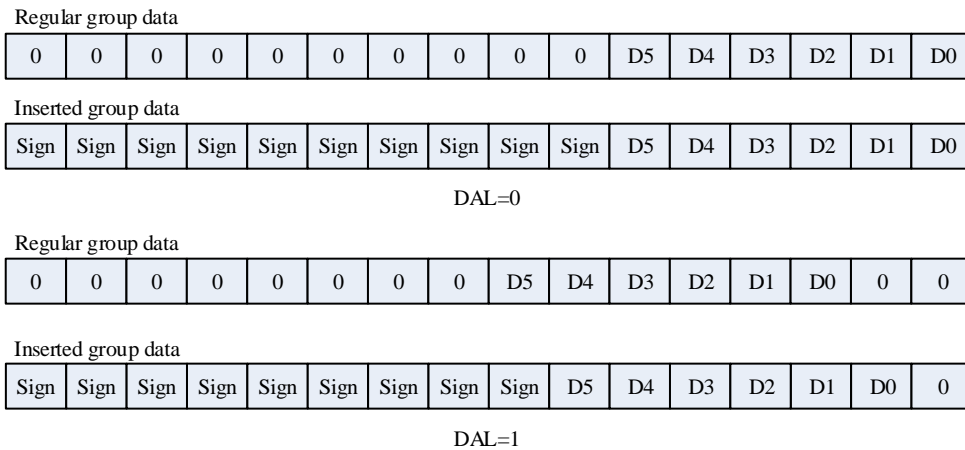 Regular group data
0 0 0 0 0 0 0 0 0 0 D5 D4 D3 D2 D1 D0
Inserted group data
Sign Sign Sign Sign Sign Sign Sign Sign Sign Sign D5 D4 D3 D2 D1 D0
DAL=0
Regular group data
0 0 0 0 0 0 0 0 D5 D4 D3 D2 D1 D0 0 0
Inserted group data
Sign Sign Sign Sign Sign Sign Sign Sign Sign D5 D4 D3 D2 D1 D0 0
DAL=1